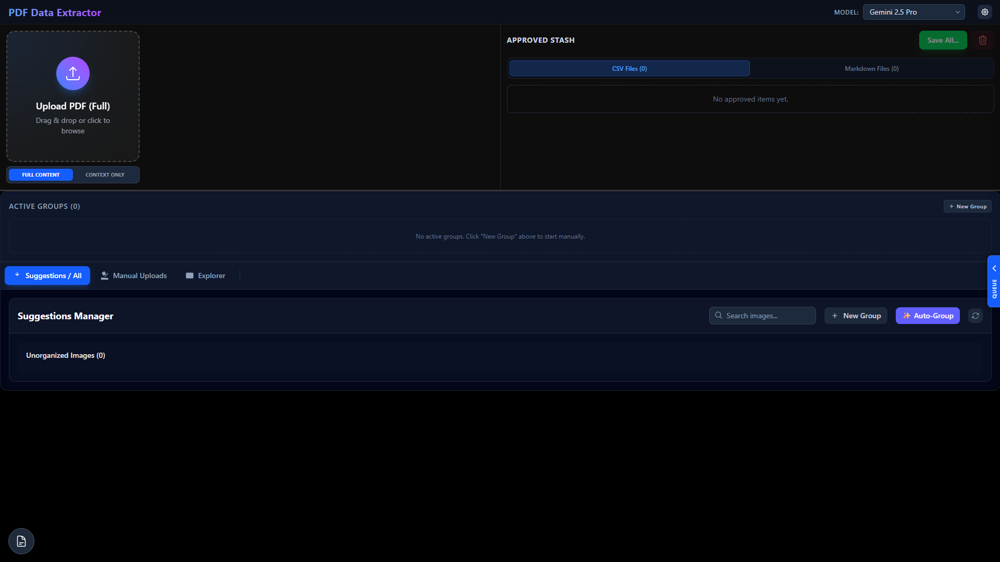 PDF Data Extractor
MODEL:
Gemini 2.5 Pro
Upload PDF (Full)
Drag & drop or click to
browse
FULL CONTENT
CONTEXT ONLY
APPROVED STASH
Save All...
CSV Files (0)
Markdown Files (0)
No approved items yet.
ACTIVE GROUPS (0)
+ New Group
No active groups. Click "New Group" above to start manually.
Suggestions / All
Manual Uploads
Explorer
QUEUE
Suggestions Manager
Search images...
+ New Group
Auto-Group
Unorganized Images (0)